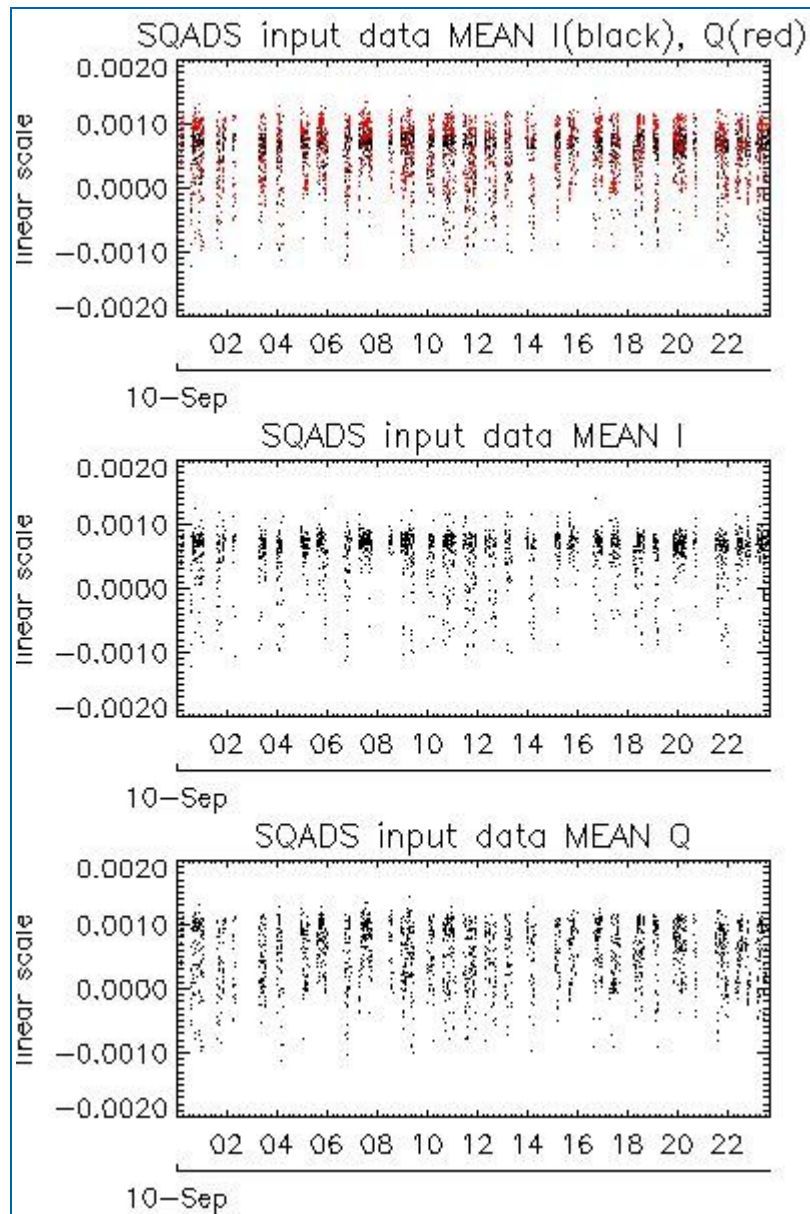 SQADS input data MEAN I(black), Q(red)
0.0020
0.0010
0.0000
−0.0010
−0.0020
linear scale
02 04 06 08 10 12 14 16 18 20 22
10−Sep
SQADS input data MEAN I
0.0020
0.0010
0.0000
−0.0010
−0.0020
linear scale
02 04 06 08 10 12 14 16 18 20 22
10−Sep
SQADS input data MEAN Q
0.0020
0.0010
0.0000
−0.0010
−0.0020
linear scale
02 04 06 08 10 12 14 16 18 20 22
10−Sep